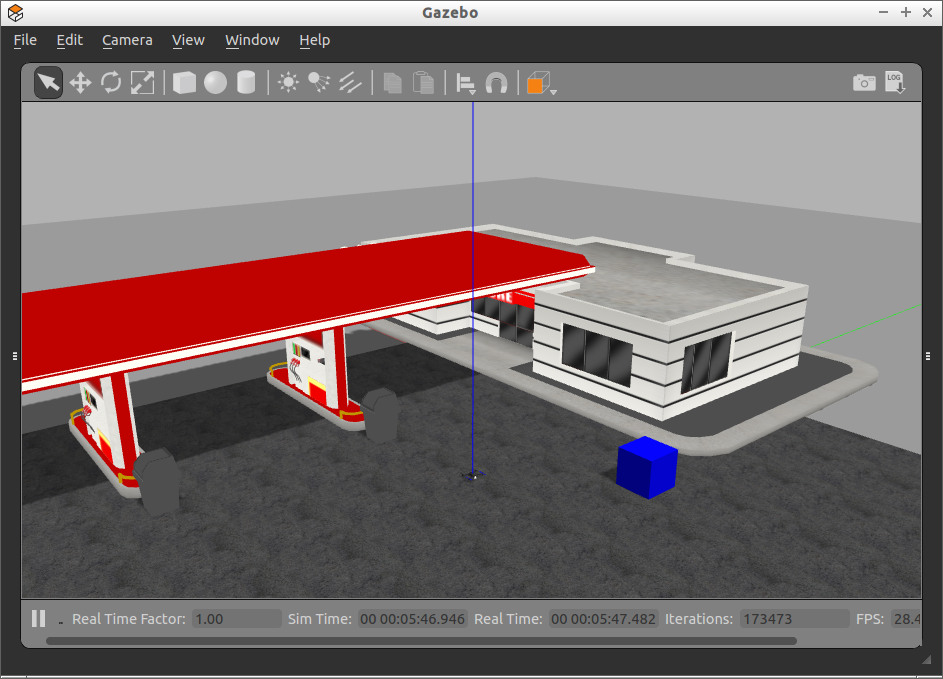 Gazebo
File Edit Camera View Window Help
LOG
Real Time Factor: 1.00 Sim Time: 00 00:05:46.946 Real Time: 00 00:05:47.482 Iterations: 173473 FPS: 28.4